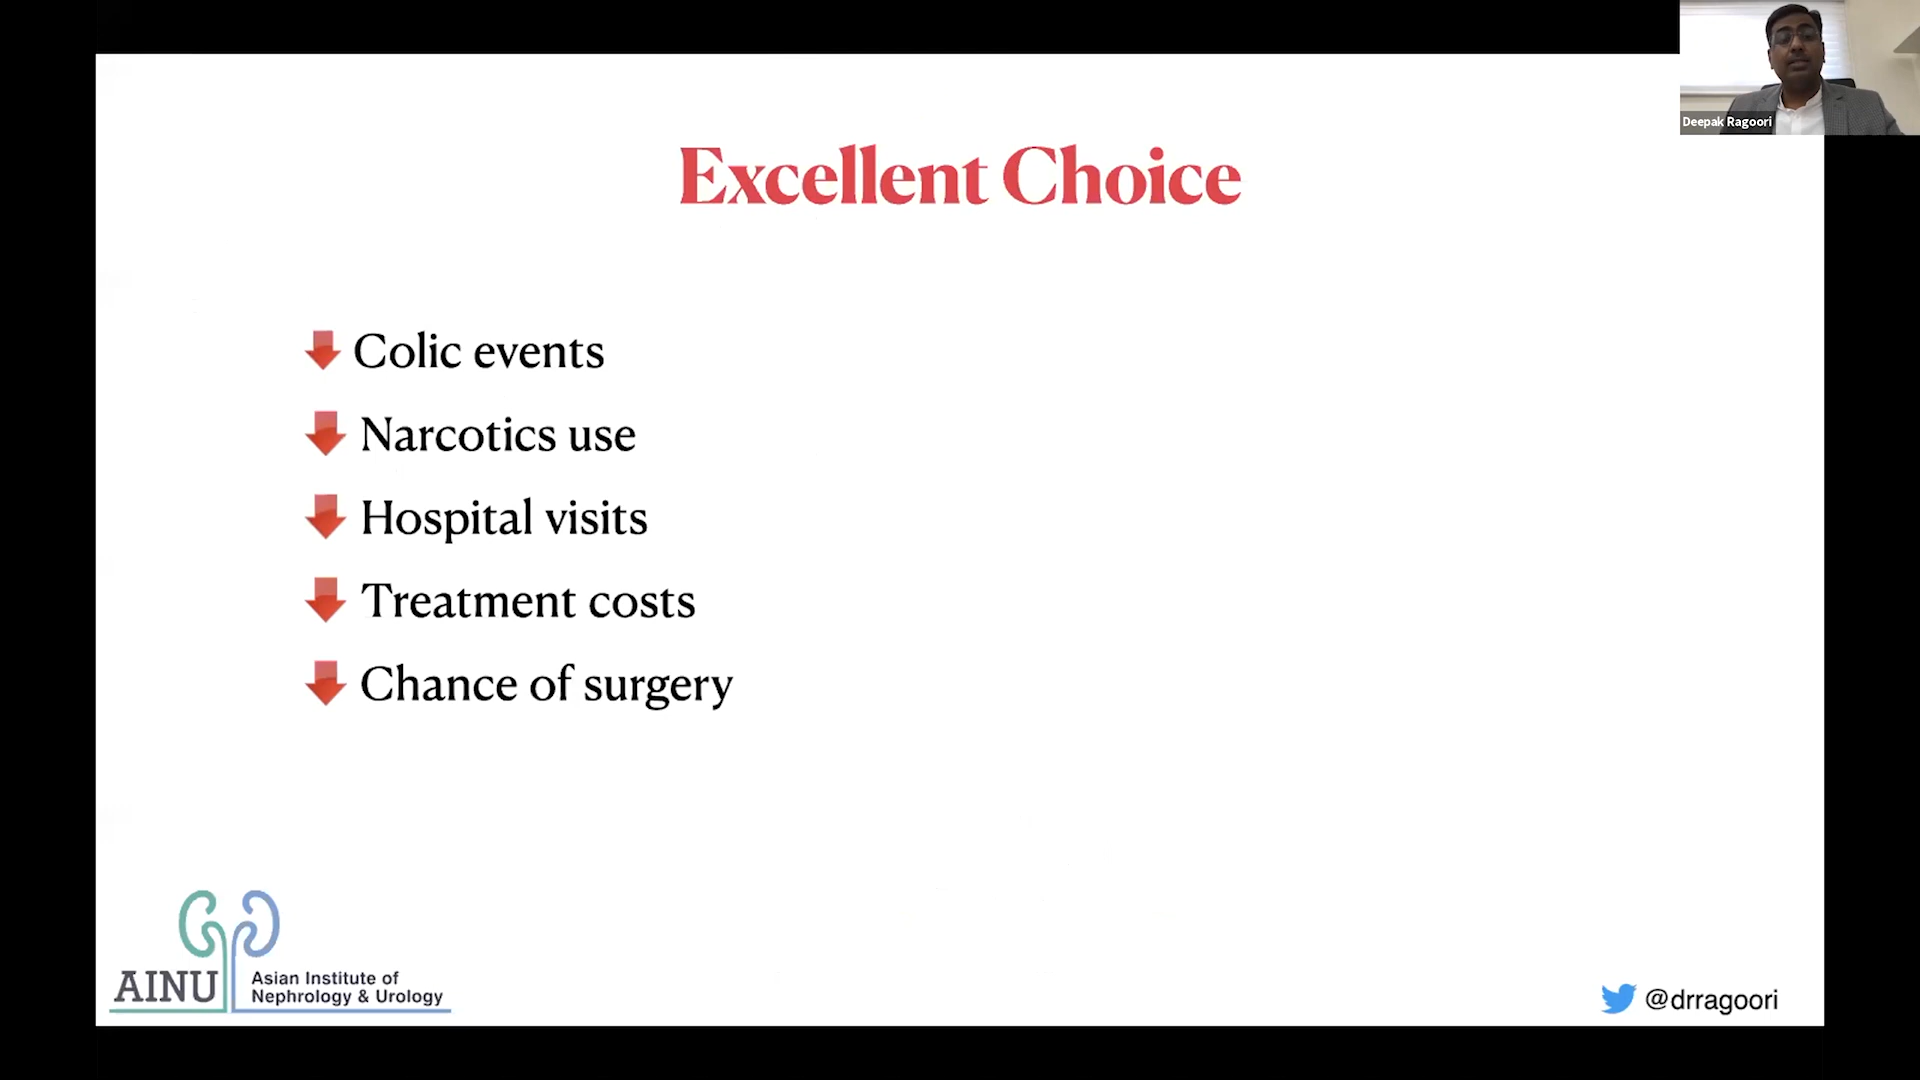 Deepak Ragoori
Excellent Choice
Colic events
Narcotics use
Hospital visits
Treatment costs
Chance of surgery
AINU
Asian Institute of
Nephrology & Urology
@drragoori